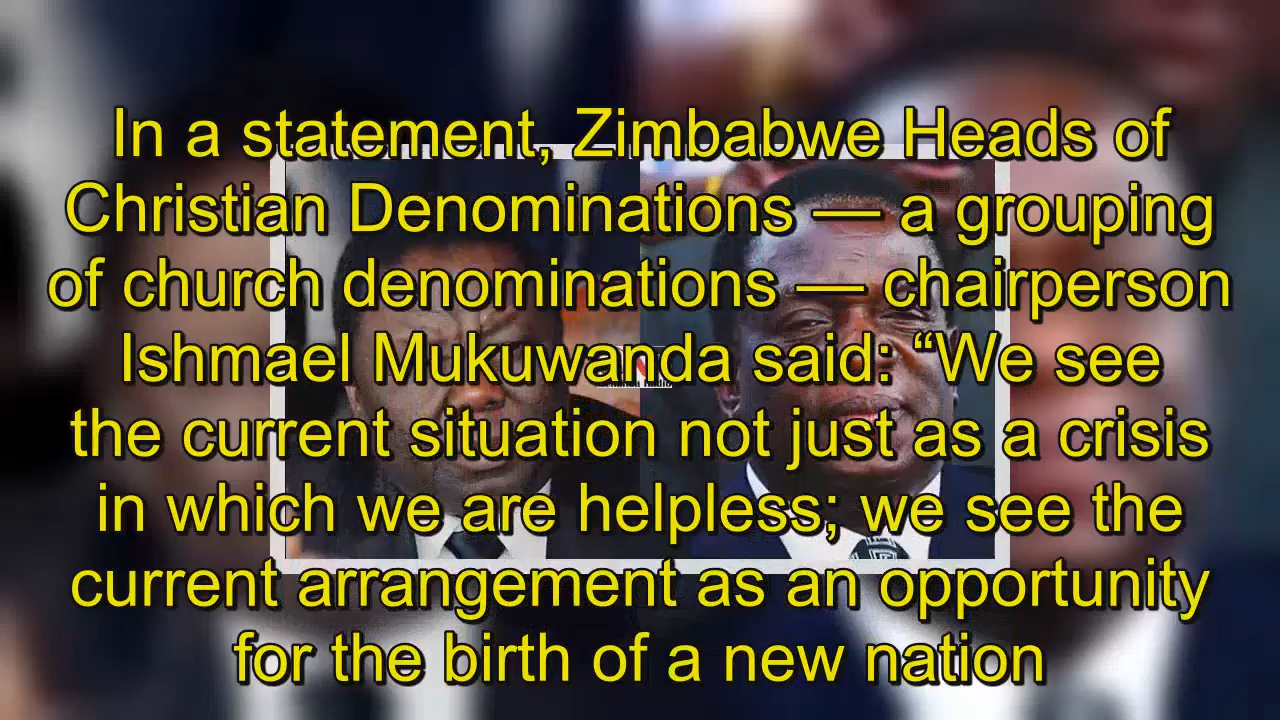 In a statement, Zimbabwe Heads of
Christian Denominations — a grouping
of church denominations — chairperson
Ishmael Mukuwanda said: “We see
the current situation not just as a crisis
in which we are helpless; we see the
current arrangement as an opportunity
for the birth of a new nation